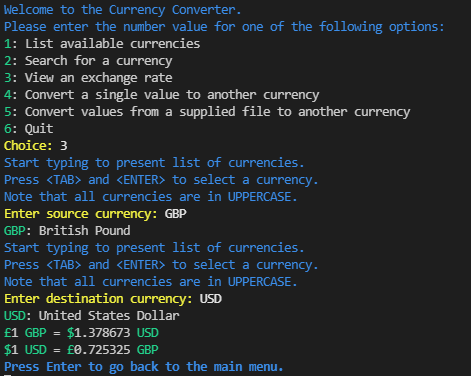 Welcome to the Currency Converter.
Please enter the number value for one of the following options:
1: List available currencies
2: Search for a currency
3: View an exchange rate
4: Convert a single value to another currency
5: Convert values from a supplied file to another currency
6: Quit
Choice: 3
Start typing to present list of currencies.
Press <TAB> and <ENTER> to select a currency.
Note that all currencies are in UPPERCASE.
Enter source currency: GBP
GBP: British Pound
Start typing to present list of currencies.
Press <TAB> and <ENTER> to select a currency.
Note that all currencies are in UPPERCASE.
Enter destination currency: USD
USD: United States Dollar
£1 GBP = $1.378673 USD
$1 USD = £0.725325 GBP
Press Enter to go back to the main menu.